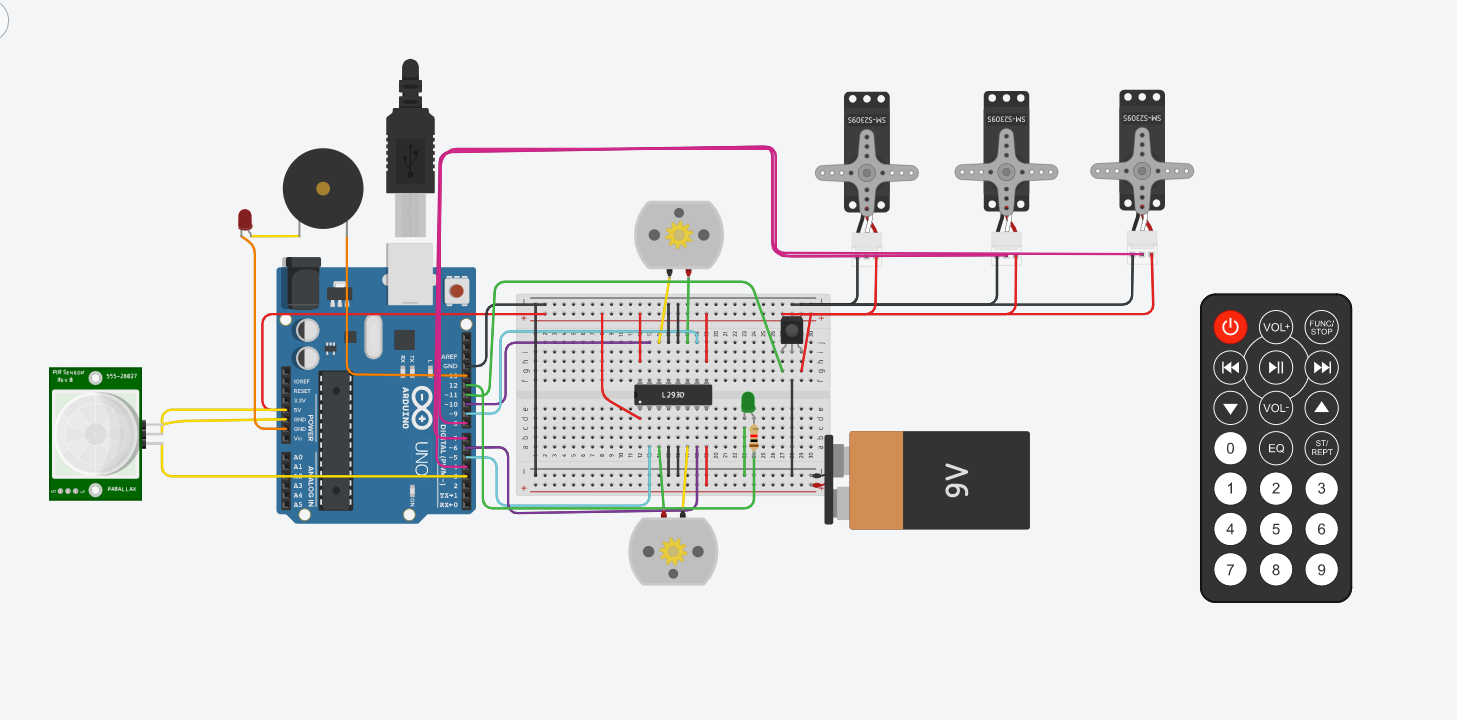 SM-S2309S
SM-S2309S
SM-S2309S
AREF
GND
13
12
~11
~10
~9
8
7
~6
~5
4
3
2
TX→1
RX←0
IOREF
RESET
3.3V
5V
GND
GND
Vin
A0
A1
A2
A3
A4
A5
POWER
ANALOG IN
DIGITAL (PWM~)
ARDUINO
UNO
TX
RX
L
ON
PIR Sensor
Rev B
555-28027
PARALLAX
L293D
9V
VOL+
FUNC/
STOP
VOL-
0
EQ
ST/
REPT
1
2
3
4
5
6
7
8
9